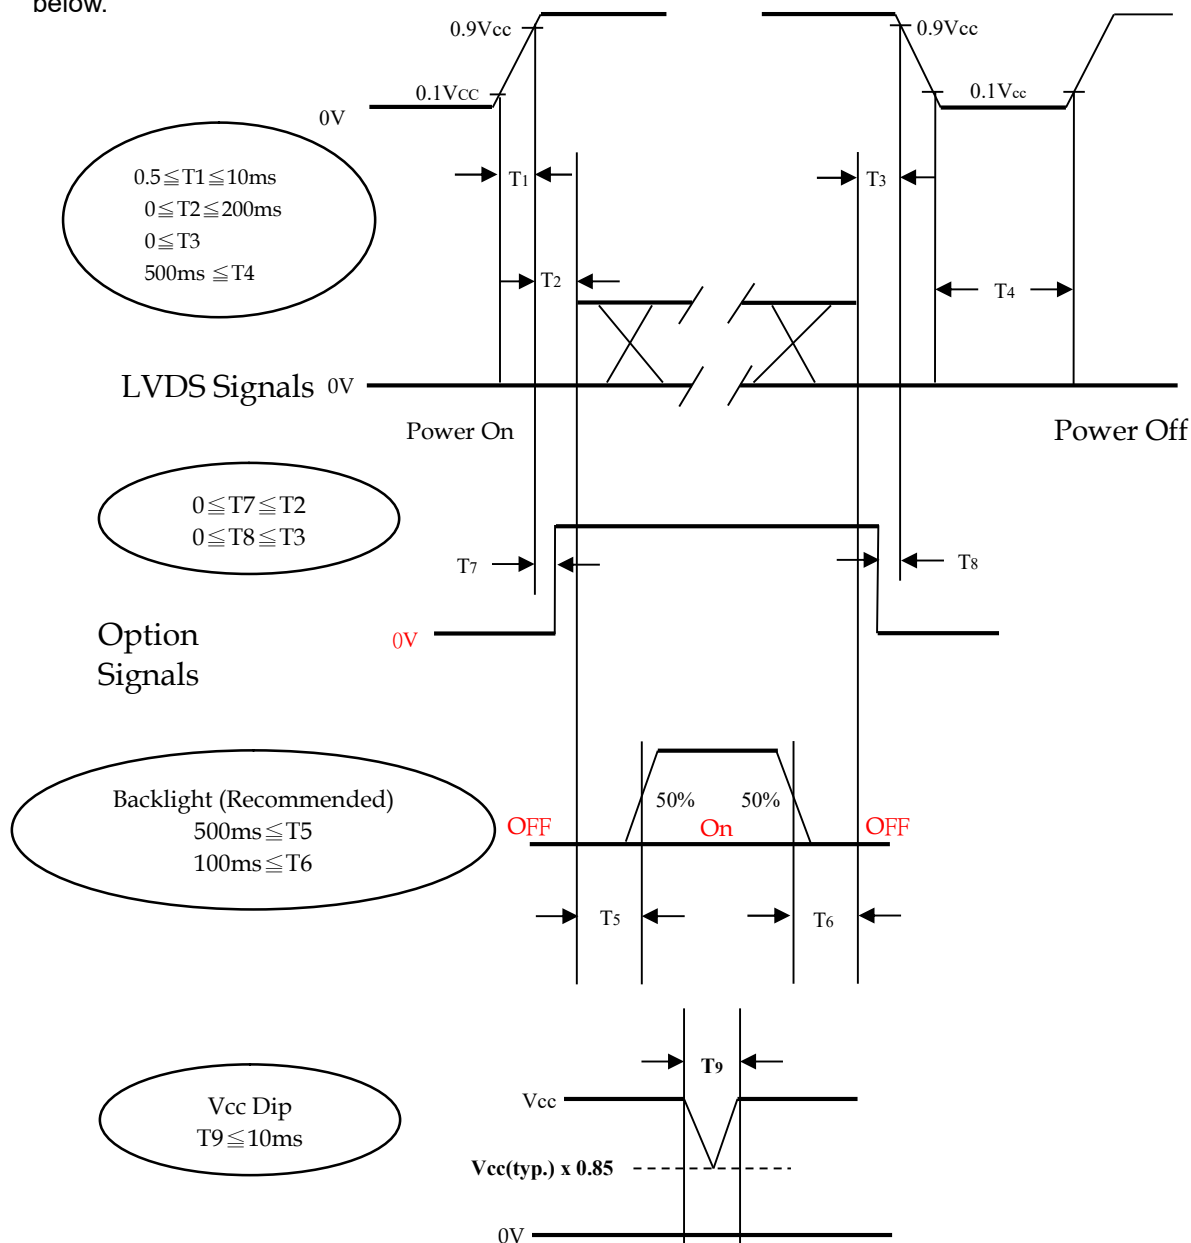 below.
0.9Vcc
0.9Vcc
0.1VCC
0.1Vcc
0V
0.5≦T1≦10ms
0≦T2≦200ms
0≦T3
500ms ≦T4
T1
T3
T2
T4
LVDS Signals 0V
Power On
Power Off
0≦T7≦T2
0≦T8≦T3
T7
T8
Option
Signals
0V
Backlight (Recommended)
500ms≦T5
100ms≦T6
50%
50%
OFF
On
OFF
T5
T6
Vcc Dip
T9≦10ms
T9
Vcc
Vcc(typ.) x 0.85
0V